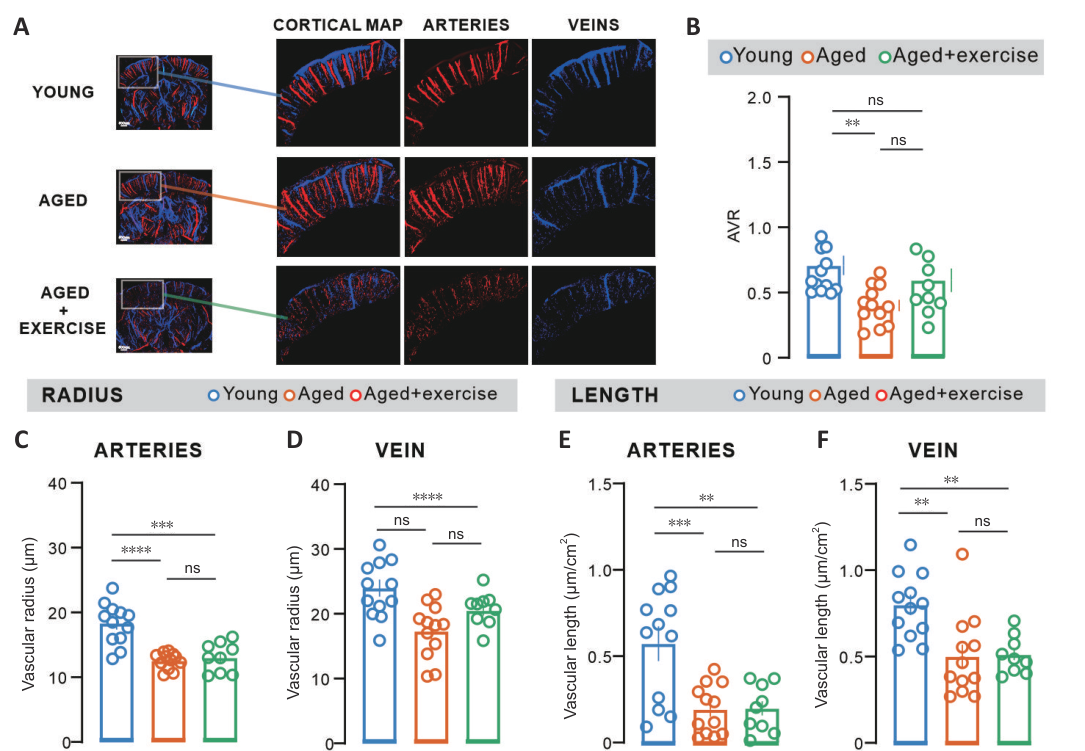 A
CORTICAL MAP
ARTERIES
VEINS
YOUNG
AGED
AGED
+
EXERCISE
B
Young Aged Aged+exercise
2.0
1.5
1.0
0.5
0
AVR
ns
**
ns
RADIUS Young Aged Aged+exercise
LENGTH Young Aged Aged+exercise
C
ARTERIES
40
30
20
10
0
Vascular radius (µm)
***
****
ns
D
VEIN
40
30
20
10
0
Vascular radius (µm)
****
ns
ns
E
ARTERIES
1.5
1.0
0.5
0
Vascular length (µm/cm²)
**
***
ns
F
VEIN
1.5
1.0
0.5
0
Vascular length (µm/cm²)
**
**
ns